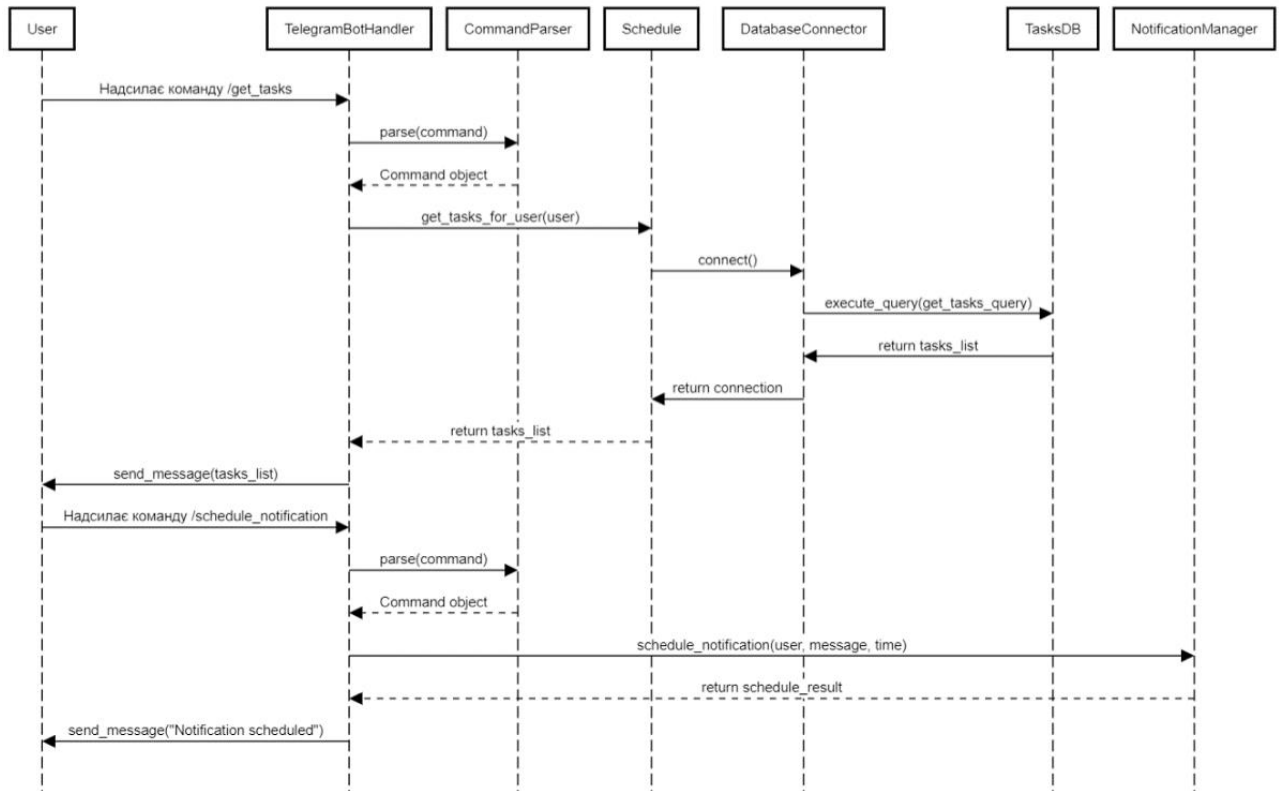 User
TelegramBotHandler
CommandParser
Schedule
DatabaseConnector
TasksDB
NotificationManager
Надсилає команду /get_tasks
parse(command)
Command object
get_tasks_for_user(user)
connect()
execute_query(get_tasks_query)
return tasks_list
return connection
return tasks_list
send_message(tasks_list)
Надсилає команду /schedule_notification
parse(command)
Command object
schedule_notification(user, message, time)
return schedule_result
send_message("Notification scheduled")